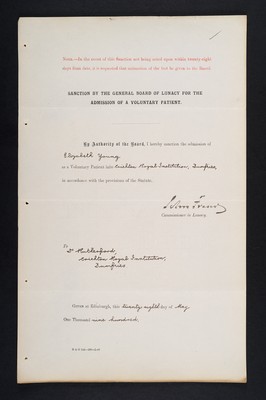 NOTE.—In the event of this Sanction not being acted upon within twenty-eight
days from date, it is requested that intimation of the fact be given to the Board.
SANCTION BY THE GENERAL BOARD OF LUNACY FOR THE
ADMISSION OF A VOLUNTARY PATIENT.
By Authority of the Board, I hereby sanction the admission of
Elizabeth Young
as a Voluntary Patient into Crichton Royal Institution, Dumfries,
in accordance with the provisions of the Statute.
Commissioner in Lunacy.
To
Dr Rutherford,
Crichton Royal Institution,
Dumfries
Given at Edinburgh, this twenty eighth day of May
One Thousand nine hundred.